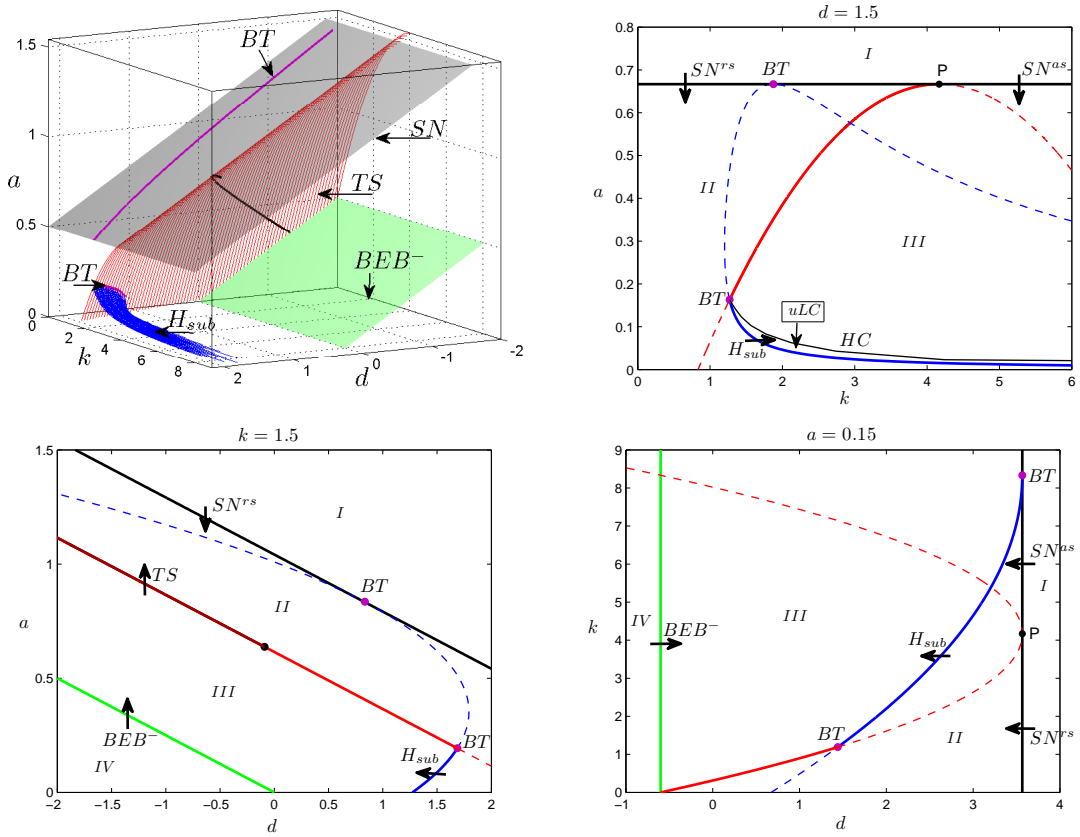 1.5
1
0.5
0
a
BT
SN
TS
BEB⁻
BT
H_sub
0
2
4
6
8
k
2
1
0
-1
-2
d
d = 1.5
0.8
0.7
0.6
0.5
0.4
0.3
0.2
0.1
0
a
I
SN^rs
BT
P
SN^as
II
III
BT
uLC
H_sub
HC
0
1
2
3
4
5
6
k
k = 1.5
1.5
1
0.5
0
a
SN^rs
I
TS
BT
II
III
BEB⁻
BT
H_sub
IV
−2
−1.5
−1
−0.5
0
0.5
1
1.5
2
d
a = 0.15
9
8
7
6
5
4
3
2
1
0
k
BT
SN^as
I
III
IV
BEB⁻
H_sub
P
BT
II
SN^rs
−1
0
1
2
3
4
d